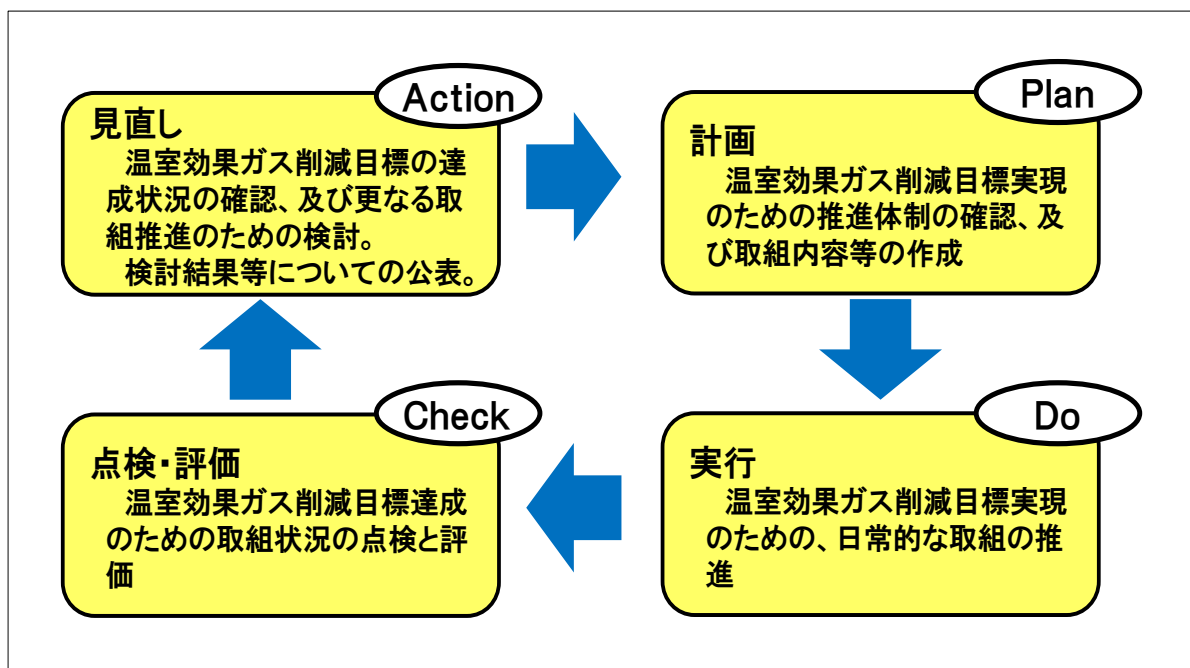 Action
見直し
　温室効果ガス削減目標の達
成状況の確認、及び更なる取
組推進のための検討。
　検討結果等についての公表。
Plan
計画
　温室効果ガス削減目標実現
のための推進体制の確認、及
び取組内容等の作成
Check
点検・評価
　温室効果ガス削減目標達成
のための取組状況の点検と評
価
Do
実行
　温室効果ガス削減目標実現
のための、日常的な取組の推
進